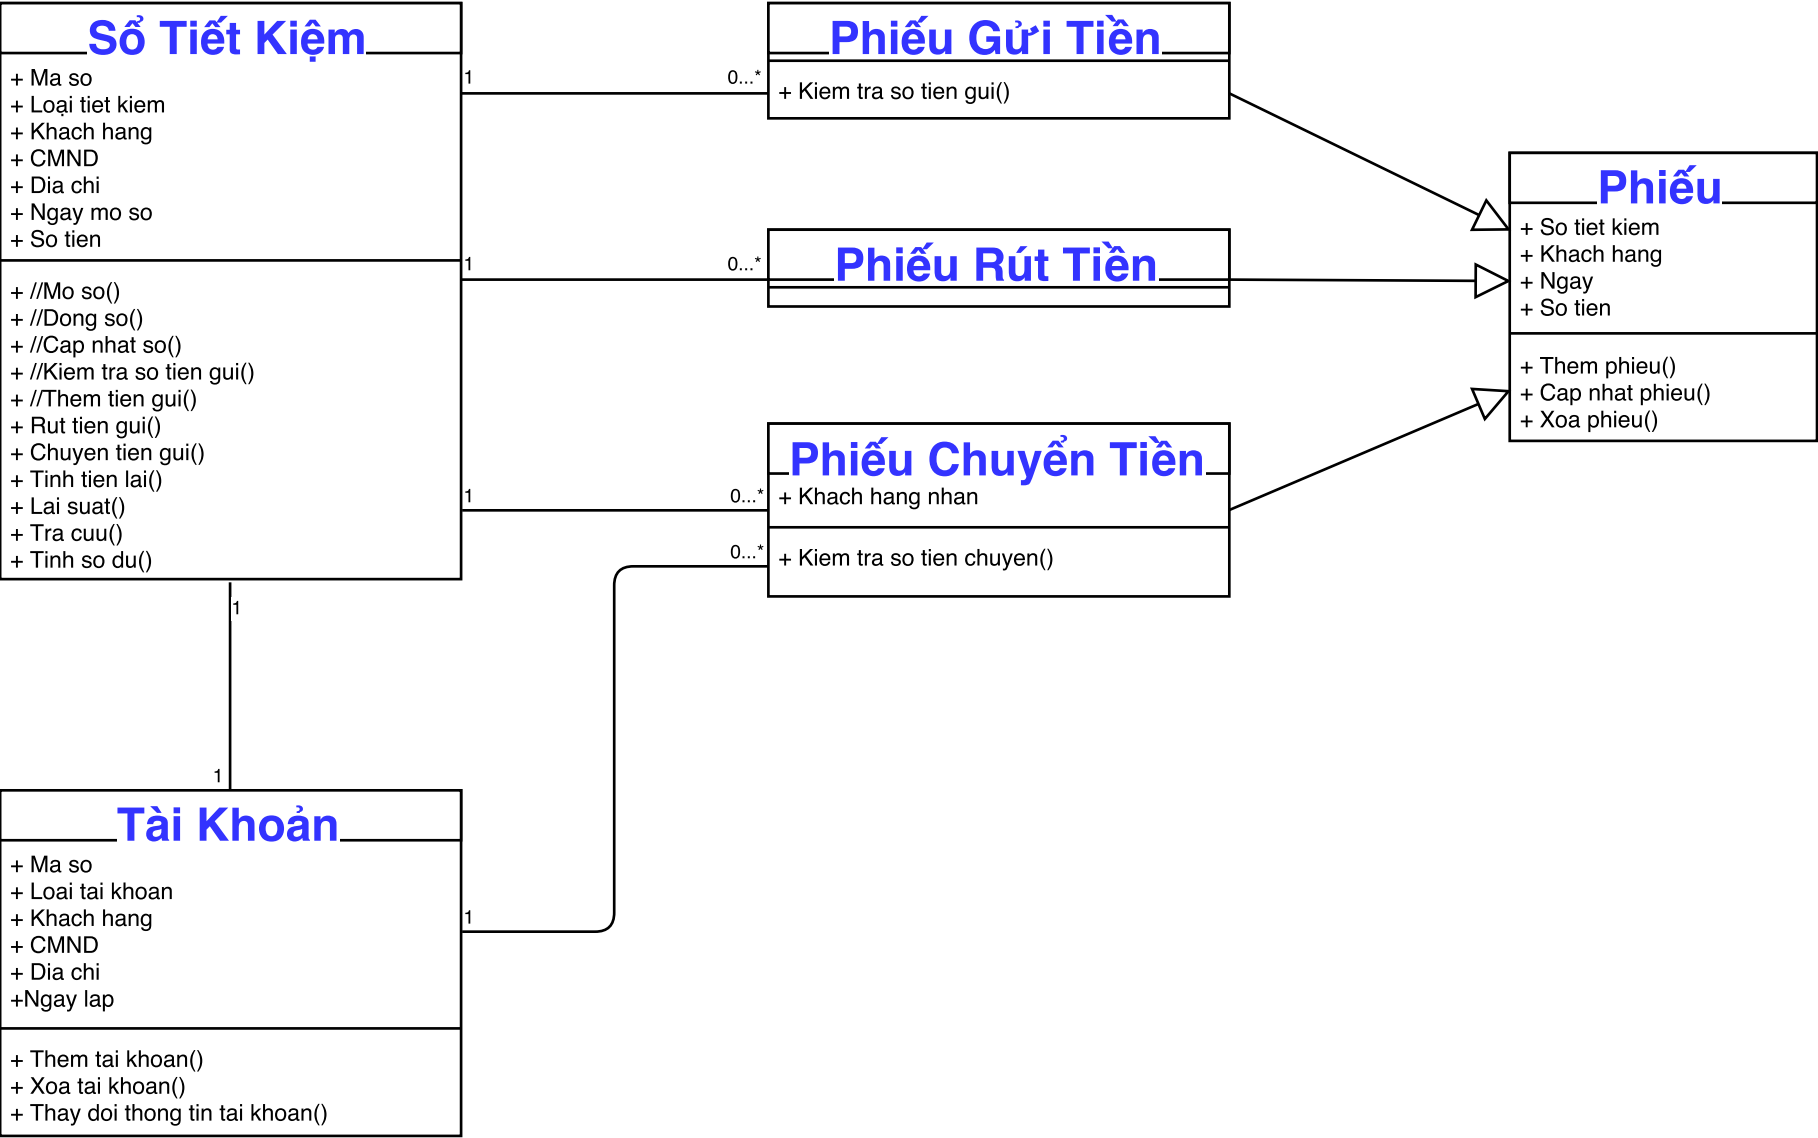 Sổ Tiết Kiệm
+ Ma so
+ Loại tiet kiem
+ Khach hang
+ CMND
+ Dia chi
+ Ngay mo so
+ So tien
+ //Mo so()
+ //Dong so()
+ //Cap nhat so()
+ //Kiem tra so tien gui()
+ //Them tien gui()
+ Rut tien gui()
+ Chuyen tien gui()
+ Tinh tien lai()
+ Lai suat()
+ Tra cuu()
+ Tinh so du()
1
0...*
1
0...*
1
0...*
0...*
1
1
1
Phiếu Gửi Tiền
+ Kiem tra so tien gui()
Phiếu Rút Tiền
Phiếu Chuyển Tiền
+ Khach hang nhan
+ Kiem tra so tien chuyen()
Phiếu
+ So tiet kiem
+ Khach hang
+ Ngay
+ So tien
+ Them phieu()
+ Cap nhat phieu()
+ Xoa phieu()
Tài Khoản
+ Ma so
+ Loai tai khoan
+ Khach hang
+ CMND
+ Dia chi
+Ngay lap
+ Them tai khoan()
+ Xoa tai khoan()
+ Thay doi thong tin tai khoan()